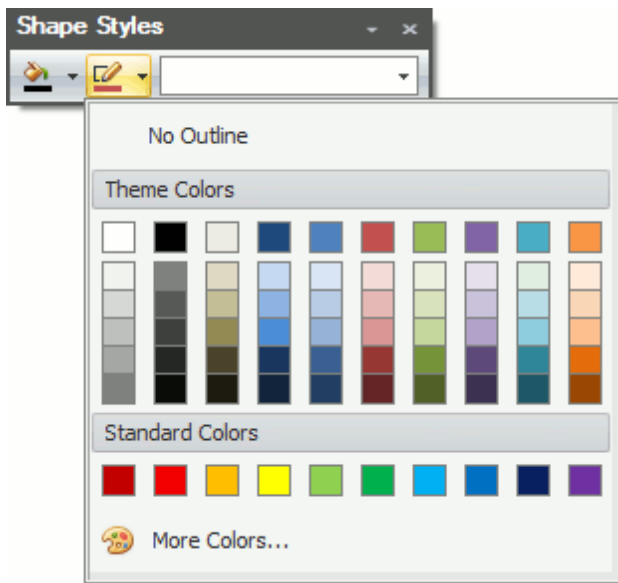 Shape Styles
No Outline
Theme Colors
Standard Colors
More Colors...